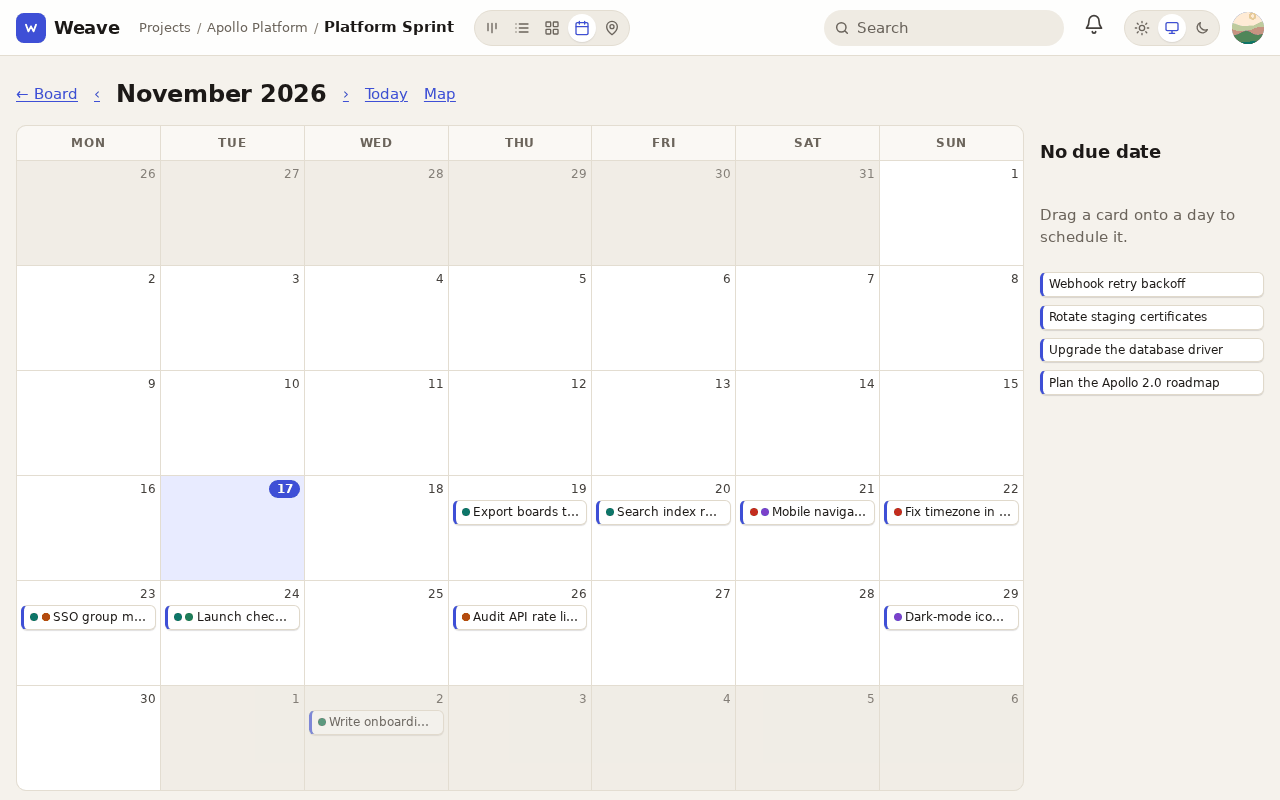 Weave
Projects / Apollo Platform / Platform Sprint
Search
← Board ‹ November 2026 › Today Map
MON TUE WED THU FRI SAT SUN
26 27 28 29 30 31 1
2 3 4 5 6 7 8
9 10 11 12 13 14 15
16 17 18 19 20 21 22
Export boards t... Search index r... Mobile naviga... Fix timezone in ...
23 24 25 26 27 28 29
SSO group m... Launch chec... Audit API rate li... Dark-mode ico...
30 1 2 3 4 5 6
Write onboardi...
No due date
Drag a card onto a day to
schedule it.
Webhook retry backoff
Rotate staging certificates
Upgrade the database driver
Plan the Apollo 2.0 roadmap